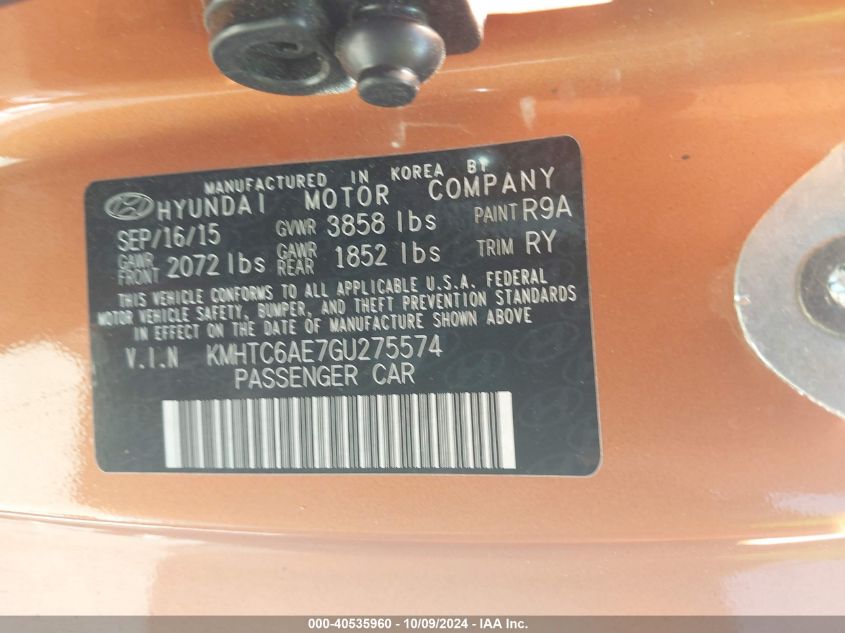 MANUFACTURED IN KOREA BY
HYUNDAI MOTOR COMPANY
SEP/16/15 GVWR 3858 lbs PAINT R9A
GAWR FRONT 2072 lbs GAWR REAR 1852 lbs TRIM RY
THIS VEHICLE CONFORMS TO ALL APPLICABLE U.S.A. FEDERAL
MOTOR VEHICLE SAFETY, BUMPER, AND THEFT PREVENTION STANDARDS
IN EFFECT ON THE DATE OF MANUFACTURE SHOWN ABOVE
V.I.N KMHTC6AE7GU275574
PASSENGER CAR
000-40535960 - 10/09/2024 - IAA Inc.